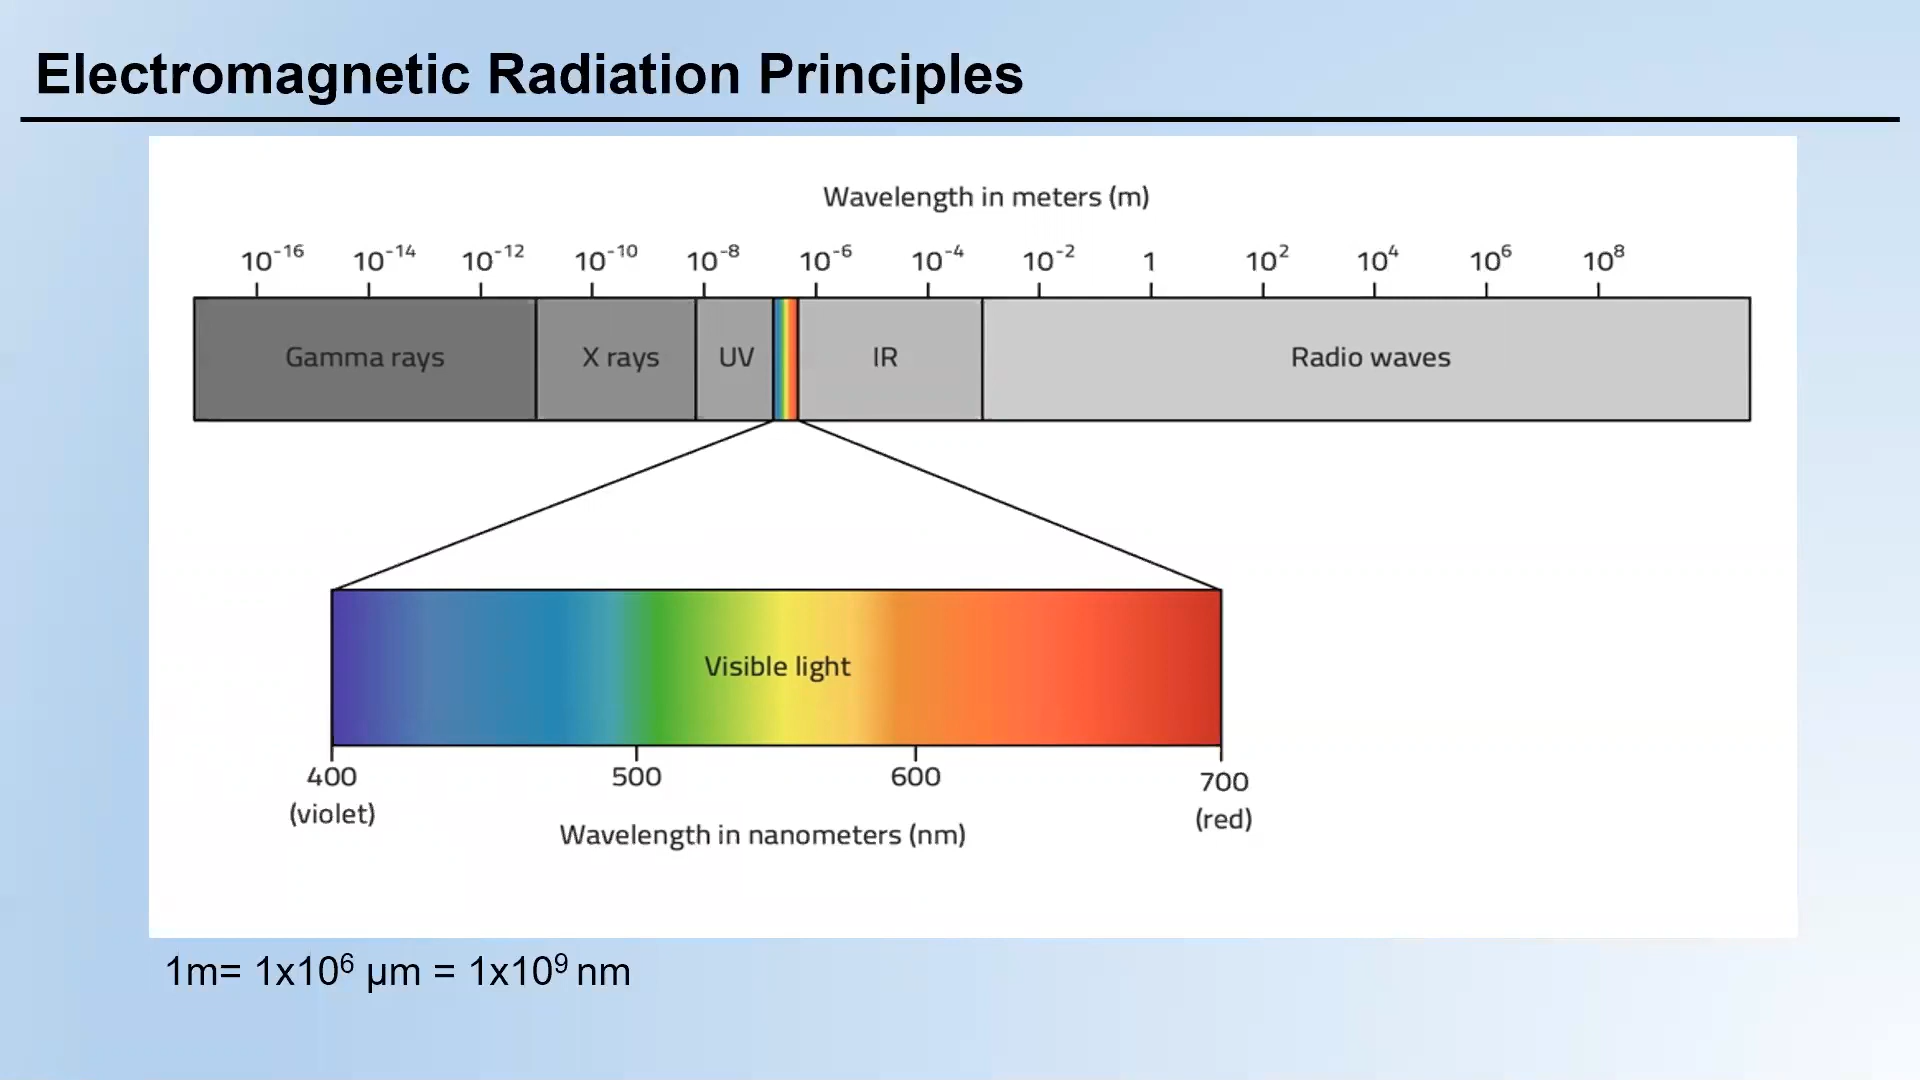 Electromagnetic Radiation Principles
Wavelength in meters (m)
10⁻¹⁶ 10⁻¹⁴ 10⁻¹² 10⁻¹⁰ 10⁻⁸ 10⁻⁶ 10⁻⁴ 10⁻² 1 10² 10⁴ 10⁶ 10⁸
Gamma rays X rays UV IR Radio waves
Visible light
400 500 600 700
(violet) (red)
Wavelength in nanometers (nm)
1m= 1x10⁶ µm = 1x10⁹ nm